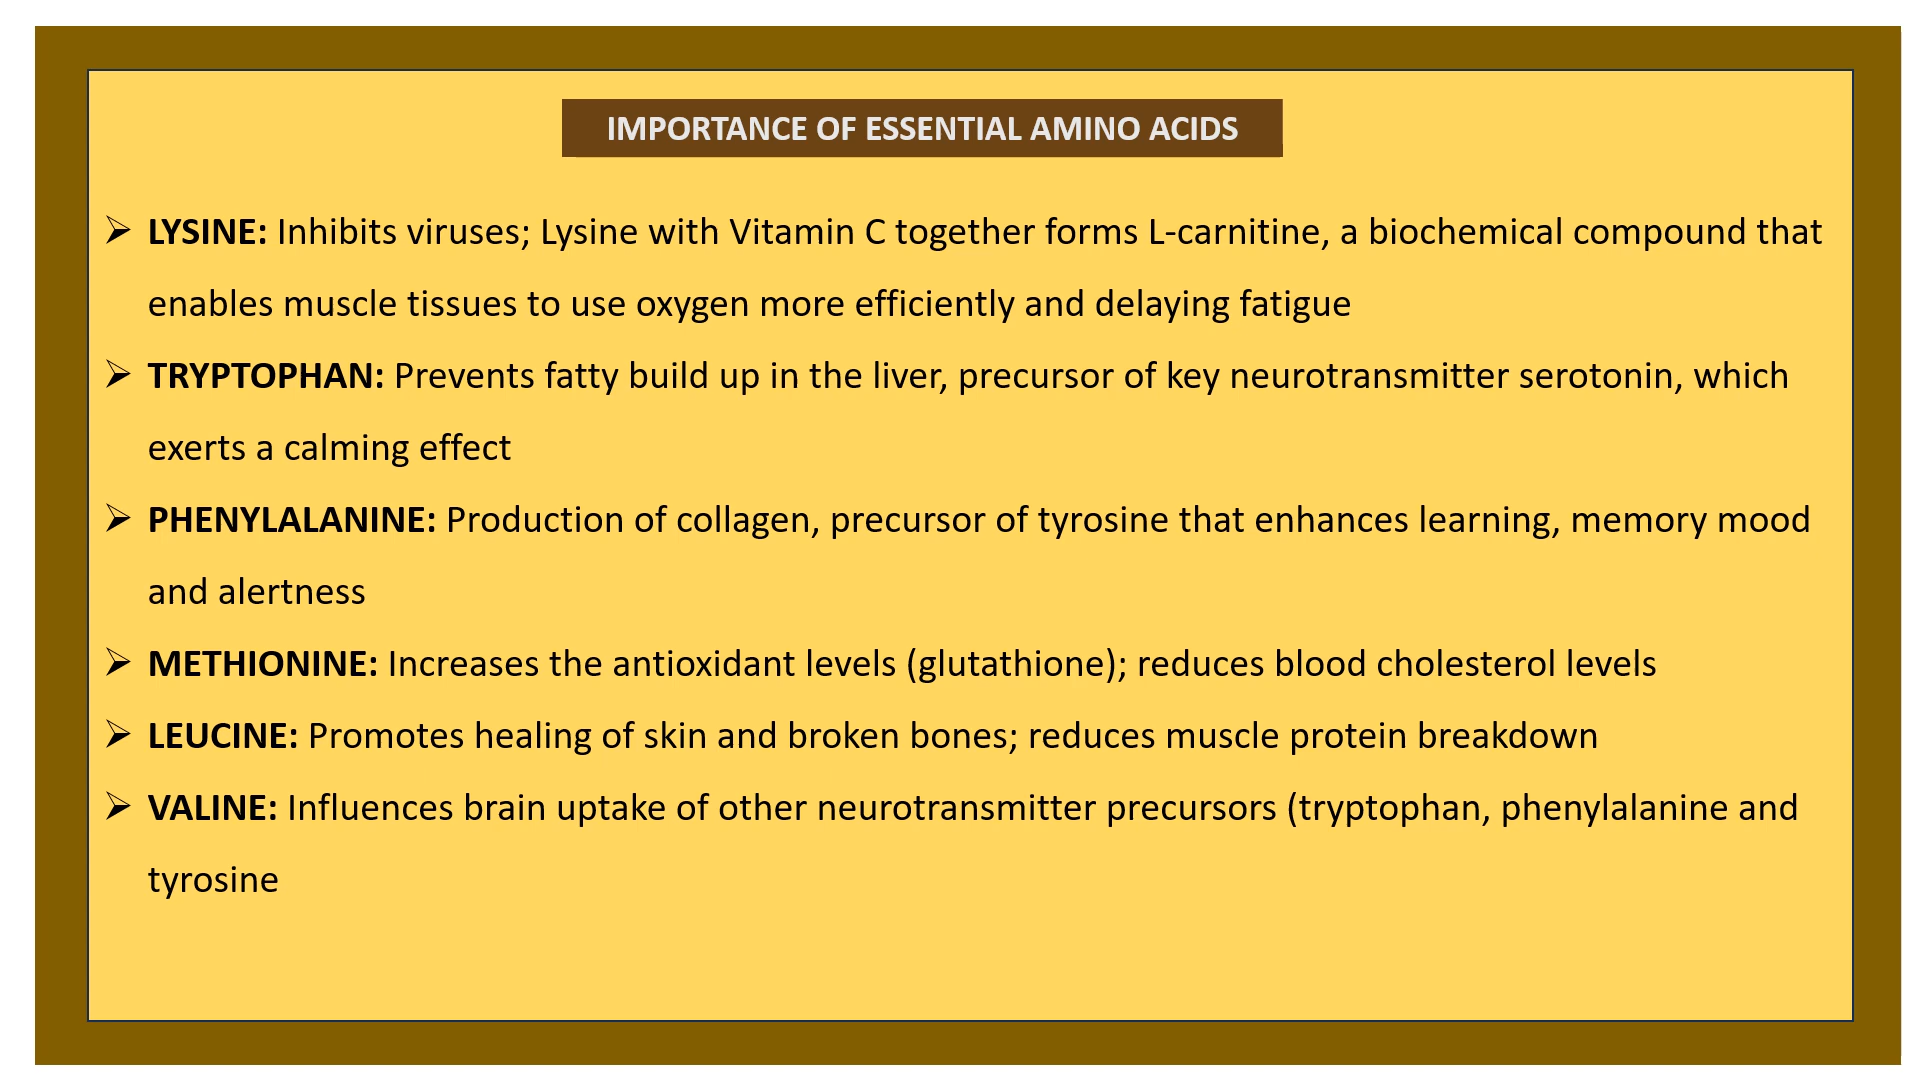 IMPORTANCE OF ESSENTIAL AMINO ACIDS
➢ LYSINE: Inhibits viruses; Lysine with Vitamin C together forms L-carnitine, a biochemical compound that
enables muscle tissues to use oxygen more efficiently and delaying fatigue
➢ TRYPTOPHAN: Prevents fatty build up in the liver, precursor of key neurotransmitter serotonin, which
exerts a calming effect
➢ PHENYLALANINE: Production of collagen, precursor of tyrosine that enhances learning, memory mood
and alertness
➢ METHIONINE: Increases the antioxidant levels (glutathione); reduces blood cholesterol levels
➢ LEUCINE: Promotes healing of skin and broken bones; reduces muscle protein breakdown
➢ VALINE: Influences brain uptake of other neurotransmitter precursors (tryptophan, phenylalanine and
tyrosine